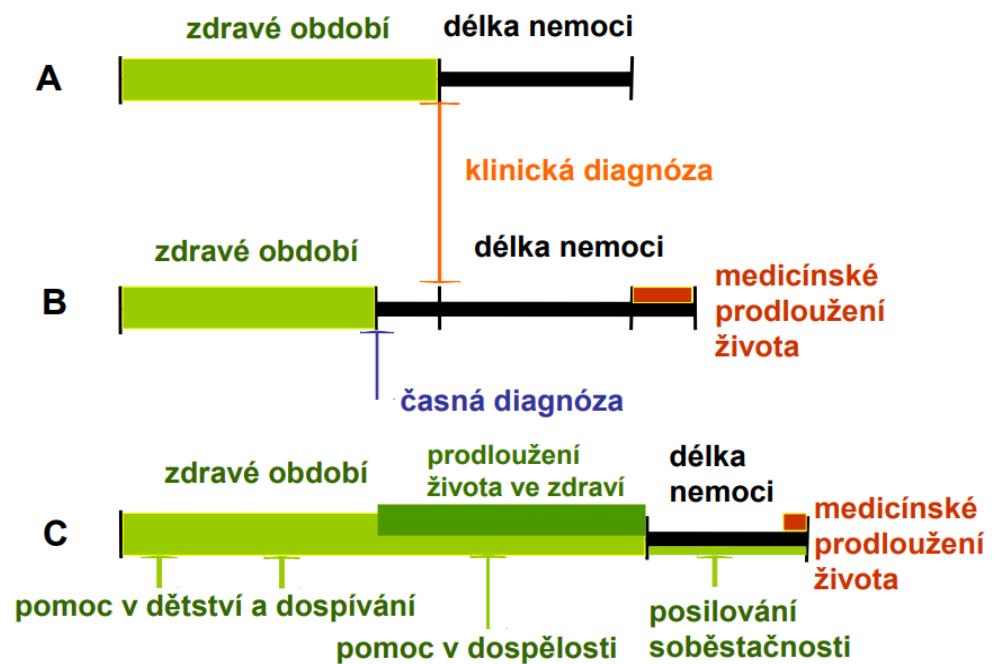 zdravé období
délka nemoci
A
klinická diagnóza
zdravé období
délka nemoci
B
medicínské
prodloužení
života
časná diagnóza
zdravé období
prodloužení
života ve zdraví
délka
nemoci
C
medicínské
prodloužení
života
pomoc v dětství a dospívání
pomoc v dospělosti
posilování
soběstačnosti